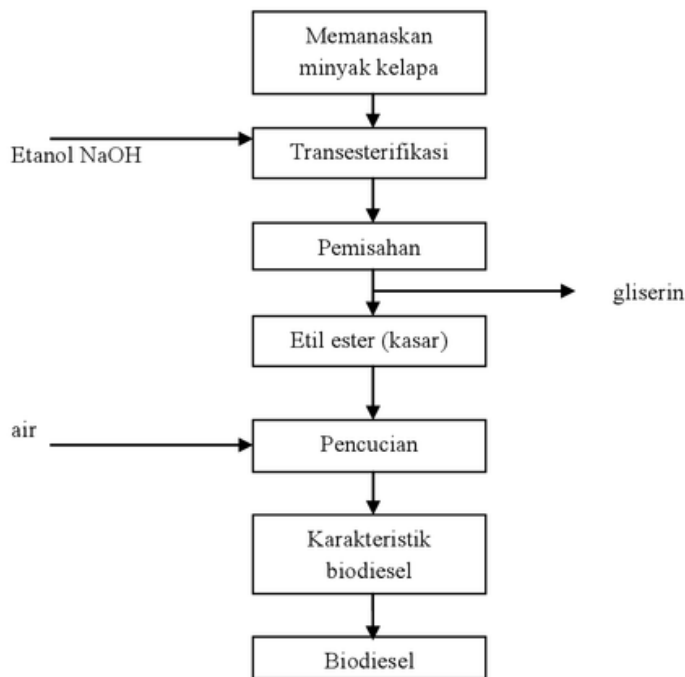 Memanaskan
minyak kelapa
Etanol NaOH
Transesterifikasi
Pemisahan
gliserin
Etil ester (kasar)
air
Pencucian
Karakteristik
biodiesel
Biodiesel